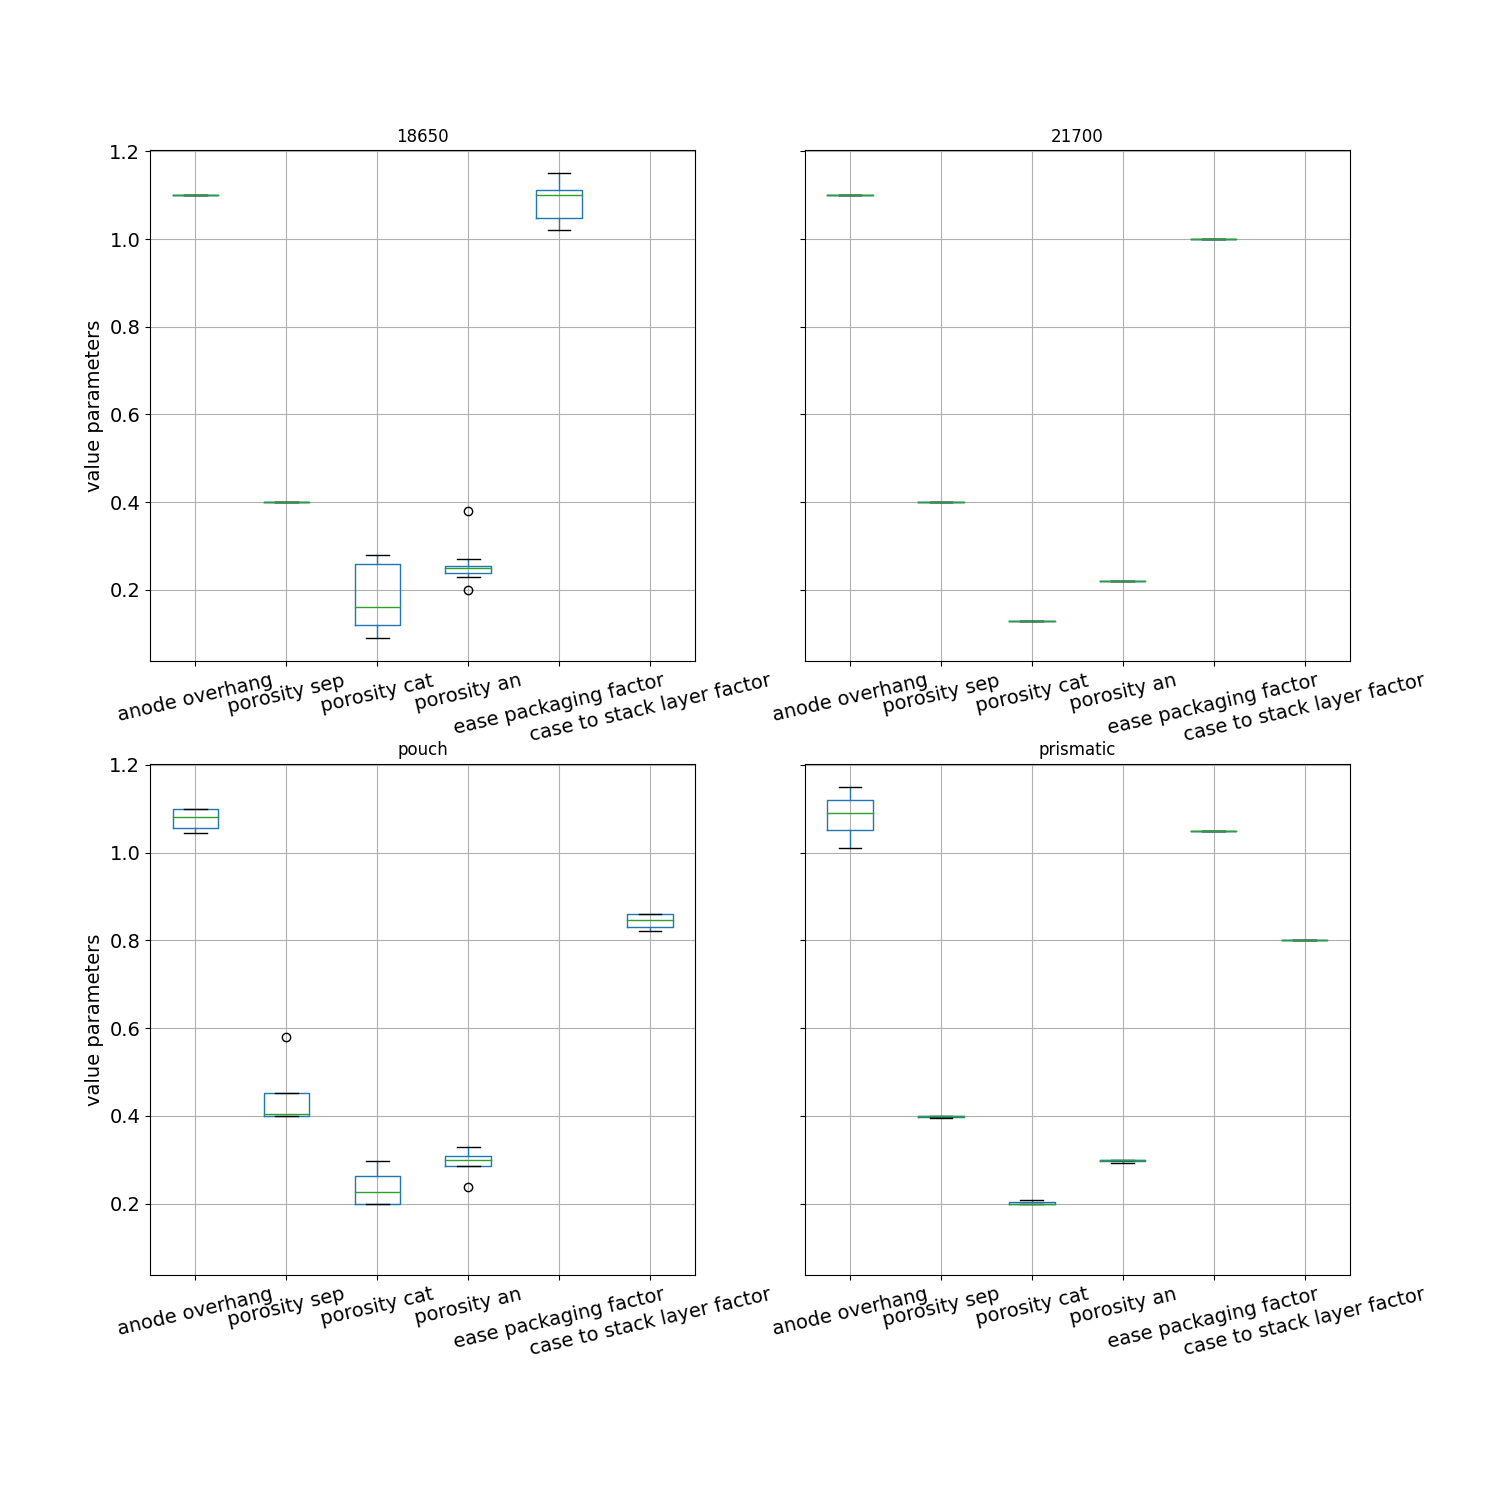 18650
21700
1.2
1.0
0.8
0.6
0.4
0.2
value parameters
anode overhang
porosity sep
porosity cat
porosity an
ease packaging factor
case to stack layer factor
anode overhang
porosity sep
porosity cat
porosity an
ease packaging factor
case to stack layer factor
pouch
prismatic
1.2
1.0
0.8
0.6
0.4
0.2
value parameters
anode overhang
porosity sep
porosity cat
porosity an
ease packaging factor
case to stack layer factor
anode overhang
porosity sep
porosity cat
porosity an
ease packaging factor
case to stack layer factor